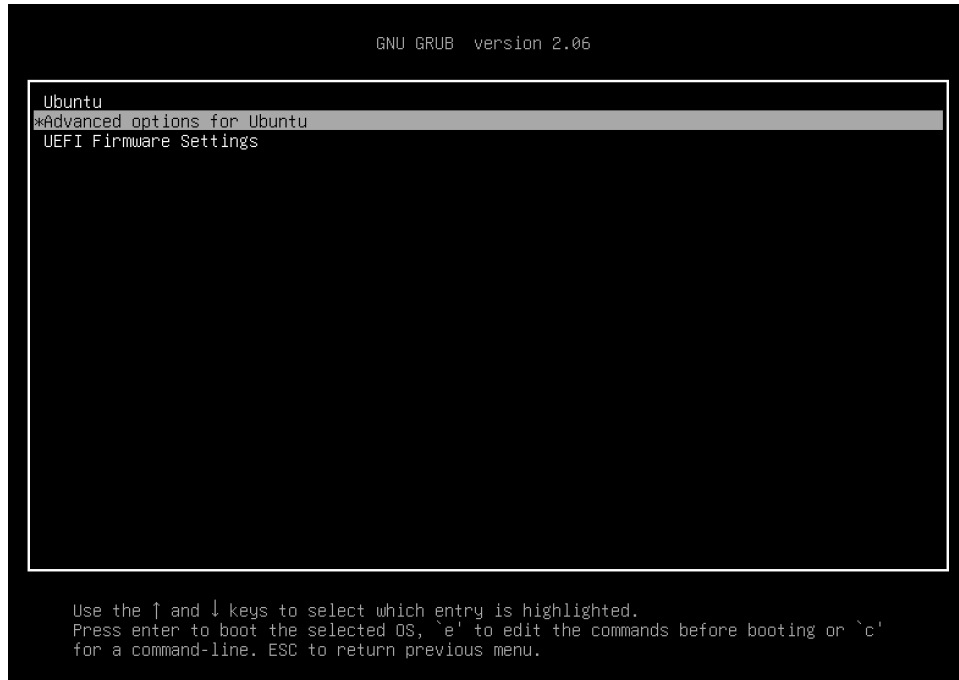 GNU GRUB  version 2.06
Ubuntu
*Advanced options for Ubuntu
UEFI Firmware Settings
Use the ↑ and ↓ keys to select which entry is highlighted.
Press enter to boot the selected OS, `e' to edit the commands before booting or `c'
for a command-line. ESC to return previous menu.